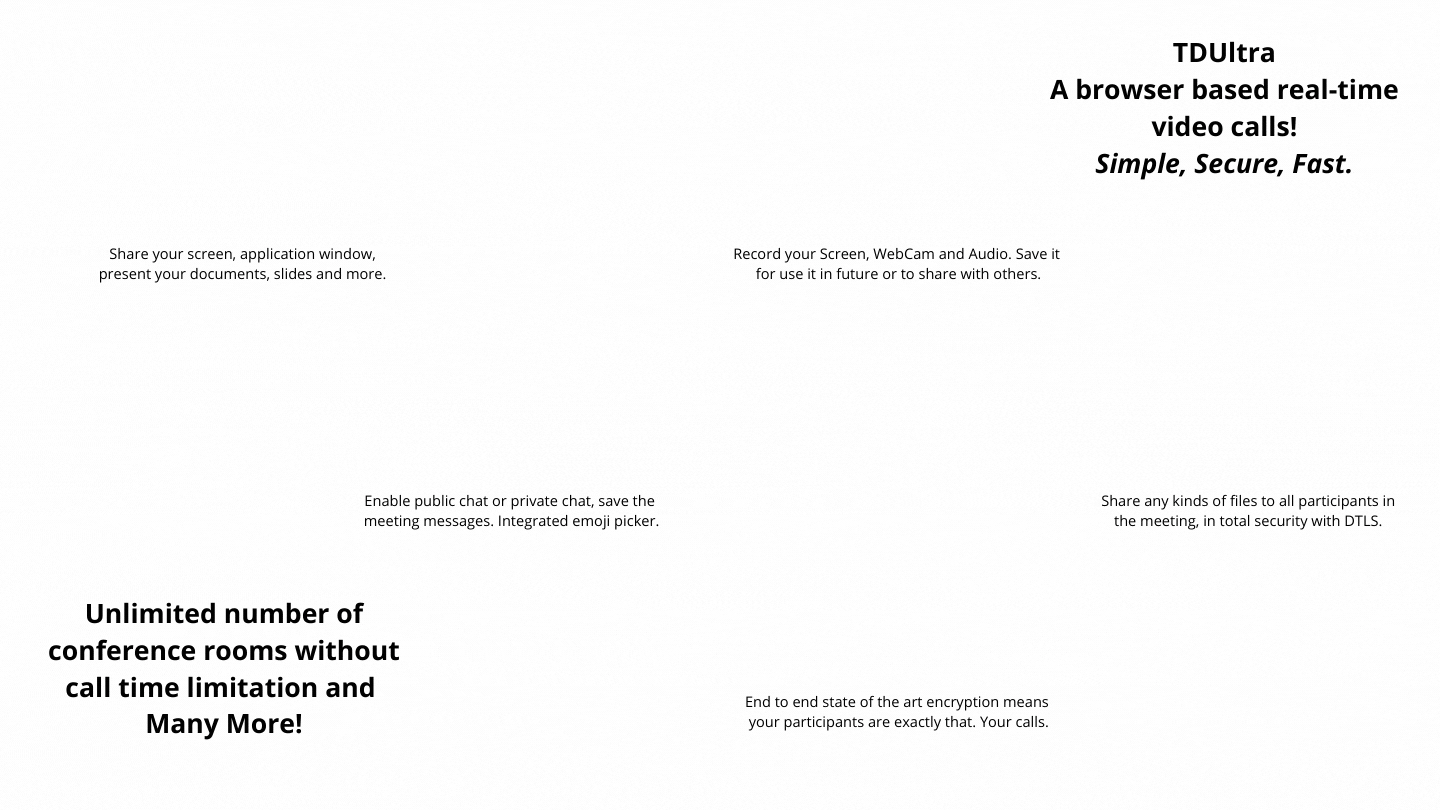 TDUltra
A browser based real-time
video calls!
Simple, Secure, Fast.
Share your screen, application window,
present your documents, slides and more.
Record your Screen, WebCam and Audio. Save it
for use it in future or to share with others.
Enable public chat or private chat, save the
meeting messages. Integrated emoji picker.
Share any kinds of files to all participants in
the meeting, in total security with DTLS.
Unlimited number of
conference rooms without
call time limitation and
Many More!
End to end state of the art encryption means
your participants are exactly that. Your calls.